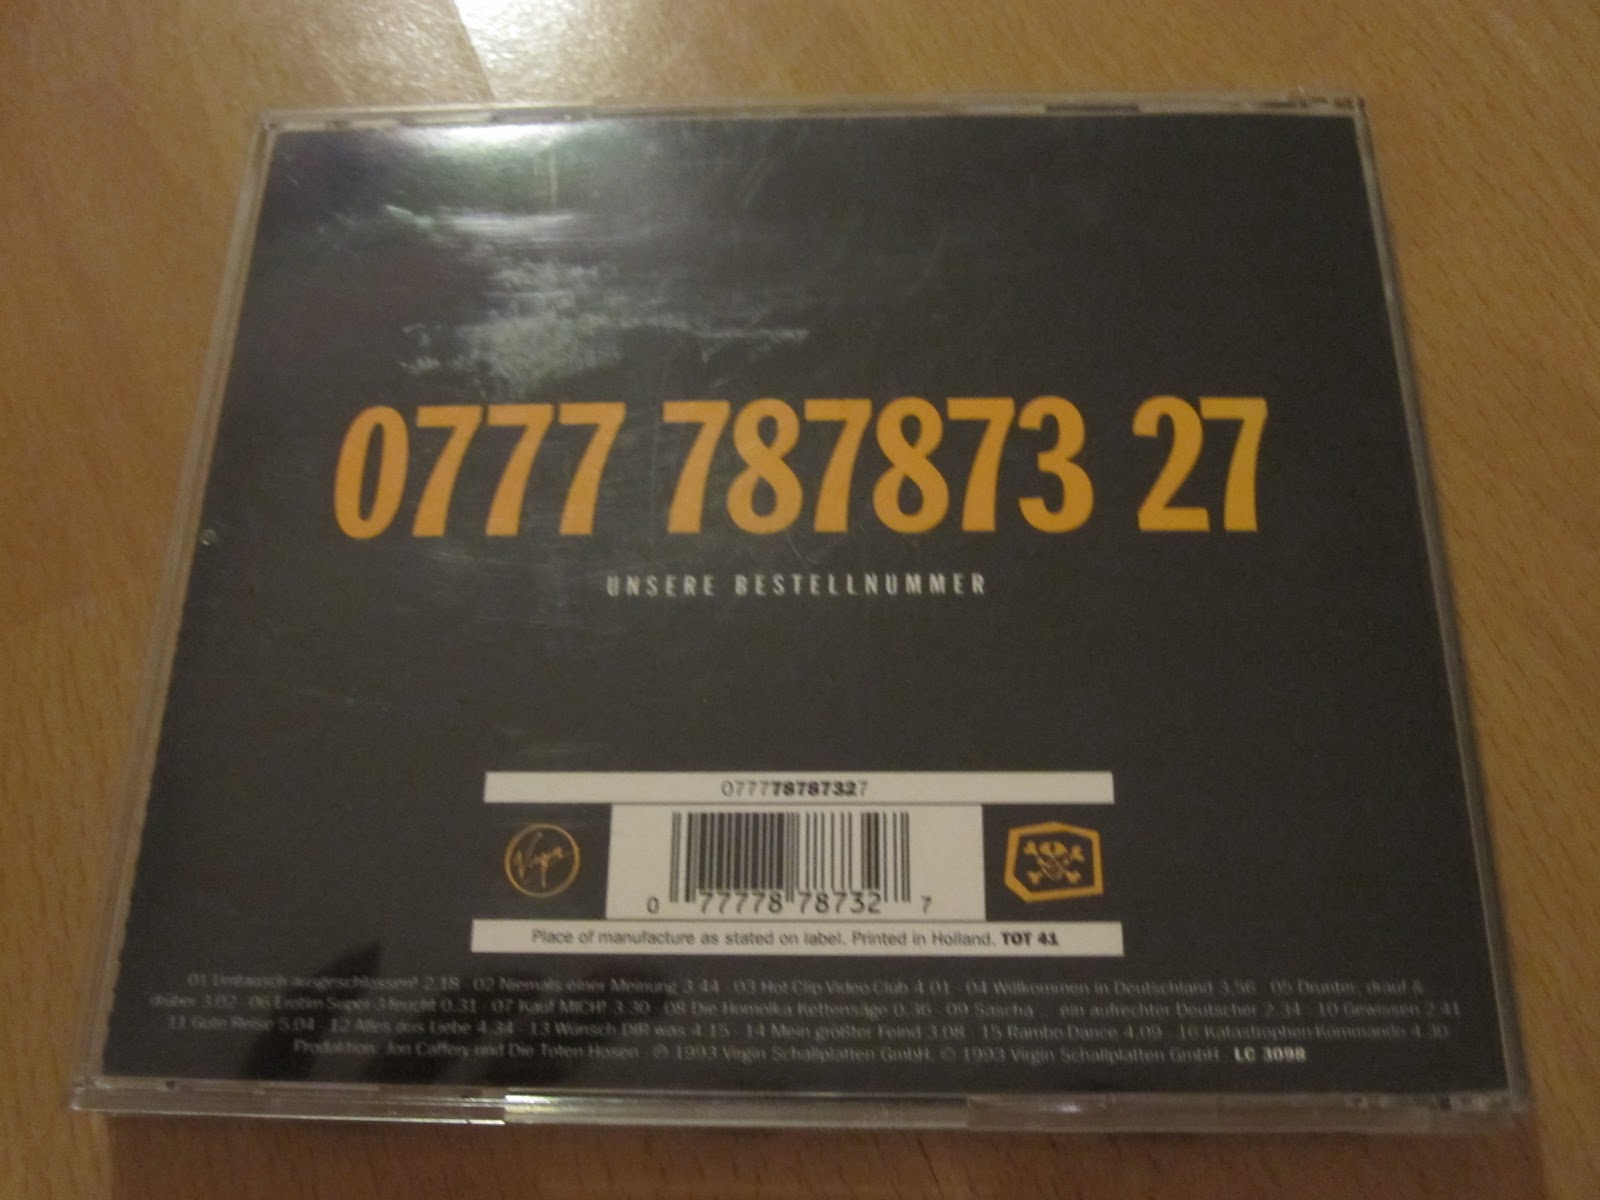 0777 787873 27
UNSERE BESTELLNUMMER
077778787327
Virgin
0 77778 78732 7
Place of manufacture as stated on label. Printed in Holland. TOT 41
01 Umtausch ausgeschlossen! 2.18 · 02 Niemals einer Meinung 3.44 · 03 Hot Clip Video Club 4.01 · 04 Willkommen in Deutschland 3.56 · 05 Drunter, drauf &
drüber 3.02 · 06 Erotim Super 3 feucht 0.31 · 07 Kauf MICH! 3.30 · 08 Die Homolka Kettensäge 0.36 · 09 Sascha ... ein aufrechter Deutscher 2.34 · 10 Gewissen 2.41
11 Gute Reise 5.04 · 12 Alles aus Liebe 4.34 · 13 Wünsch DIR was 4.15 · 14 Mein größter Feind 3.08 · 15 Rambo-Dance 4.09 · 16 Katastrophen-Kommando 4.30
Produktion: Jon Caffery und Die Toten Hosen · ℗ 1993 Virgin Schallplatten GmbH, © 1993 Virgin Schallplatten GmbH LC 3098